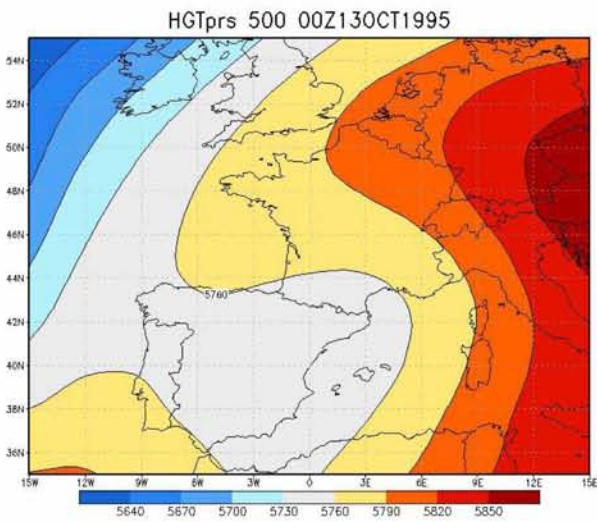 HGTprs 500 00Z13OCT1995
54N
52N
50N
48N
46N
44N
5760
42N
40N
38N
36N
15W 12W 9W 6W 3W 0 3E 6E 9E 12E 15E
5640 5670 5700 5730 5760 5790 5820 5850